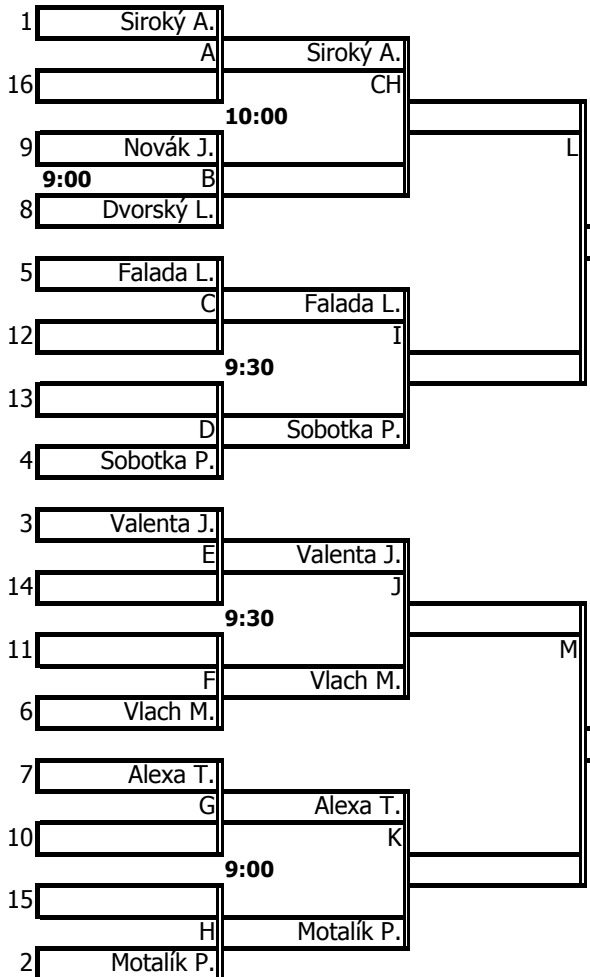 1 Siroký A.
A Siroký A.
16 CH
10:00
9 Novák J. L
9:00 B
8 Dvorský L.
5 Falada L.
C Falada L.
12 I
9:30
13
D Sobotka P.
4 Sobotka P.
3 Valenta J.
E Valenta J.
14 J
9:30
11 M
F Vlach M.
6 Vlach M.
7 Alexa T.
G Alexa T.
10 K
9:00
15
H Motalík P.
2 Motalík P.